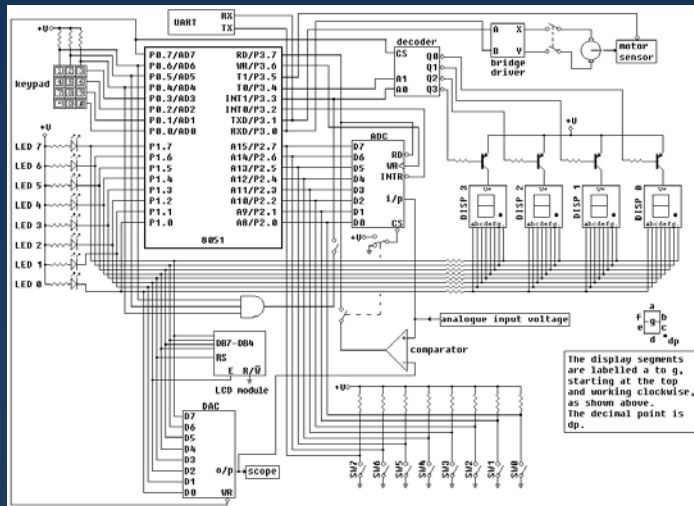 UART
RX
TX
+U
keypad
P0.7/AD7
P0.6/AD6
P0.5/AD5
P0.4/AD4
P0.3/AD3
P0.2/AD2
P0.1/AD1
P0.0/AD0
P1.7
P1.6
P1.5
P1.4
P1.3
P1.2
P1.1
P1.0
RD/P3.7
WR/P3.6
T1/P3.5
T0/P3.4
INT1/P3.3
INT0/P3.2
TXD/P3.1
RXD/P3.0
A15/P2.7
A14/P2.6
A13/P2.5
A12/P2.4
A11/P2.3
A10/P2.2
A9/P2.1
A8/P2.0
8051
decoder
CS
A1
A0
Q0
Q1
Q2
Q3
A
B
X
Y
bridge
driver
motor
sensor
+U
LED 7
LED 6
LED 5
LED 4
LED 3
LED 2
LED 1
LED 0
ADC
D7
D6
D5
D4
D3
D2
D1
D0
RD
WR
INTR
i/p
CS
+U
+U
DISP 3
DISP 2
DISP 1
DISP 0
U+
U+
U+
U+
abcdefg.
abcdefg.
abcdefg.
abcdefg.
analogue input voltage
comparator
DB7-DB4
RS
E R/W
LCD module
DAC
D7
D6
D5
D4
D3
D2
D1
D0
o/p
WR
scope
+U
SW7
SW6
SW5
SW4
SW3
SW2
SW1
SW0
a
f
g
b
e
c
d
dp
The display segments
are labelled a to g,
starting at the top
and working clockwise,
as shown above.
The decimal point is
dp.